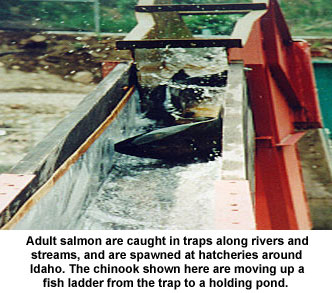 Adult salmon are caught in traps along rivers and
streams, and are spawned at hatcheries around
Idaho. The chinook shown here are moving up a
fish ladder from the trap to a holding pond.